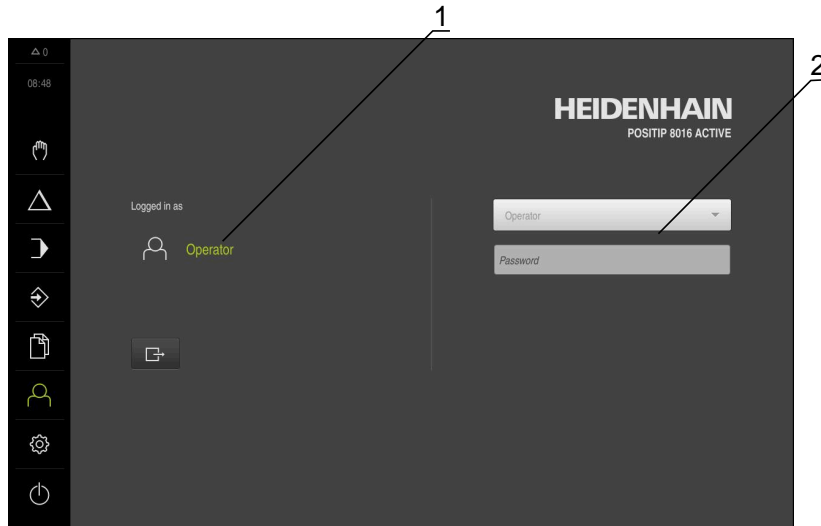 1
2
0
08:48
HEIDENHAIN
POSITIP 8016 ACTIVE
Logged in as
Operator
Operator
Password